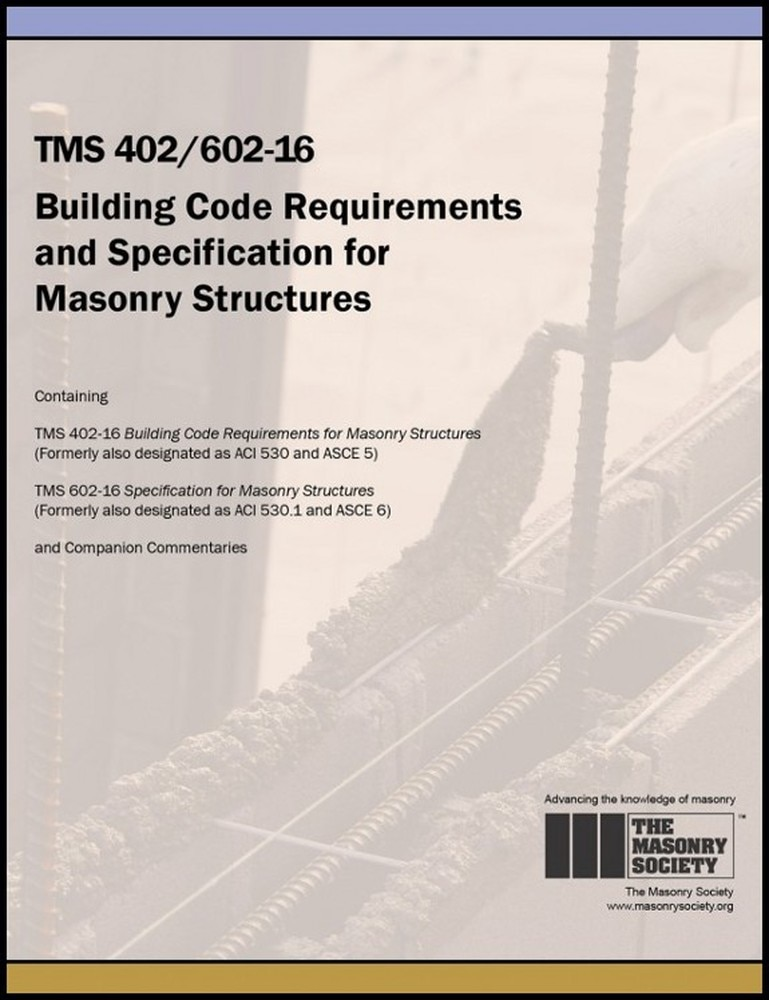 TMS 402/602-16
Building Code Requirements
and Specification for
Masonry Structures
Containing
TMS 402-16 Building Code Requirements for Masonry Structures
(Formerly also designated as ACI 530 and ASCE 5)
TMS 602-16 Specification for Masonry Structures
(Formerly also designated as ACI 530.1 and ASCE 6)
and Companion Commentaries
Advancing the knowledge of masonry
THE
MASONRY
SOCIETY
™
The Masonry Society
www.masonrysociety.org